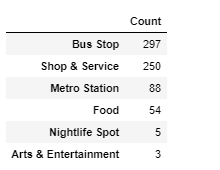 Count
Bus Stop 297
Shop & Service 250
Metro Station 88
Food 54
Nightlife Spot 5
Arts & Entertainment 3